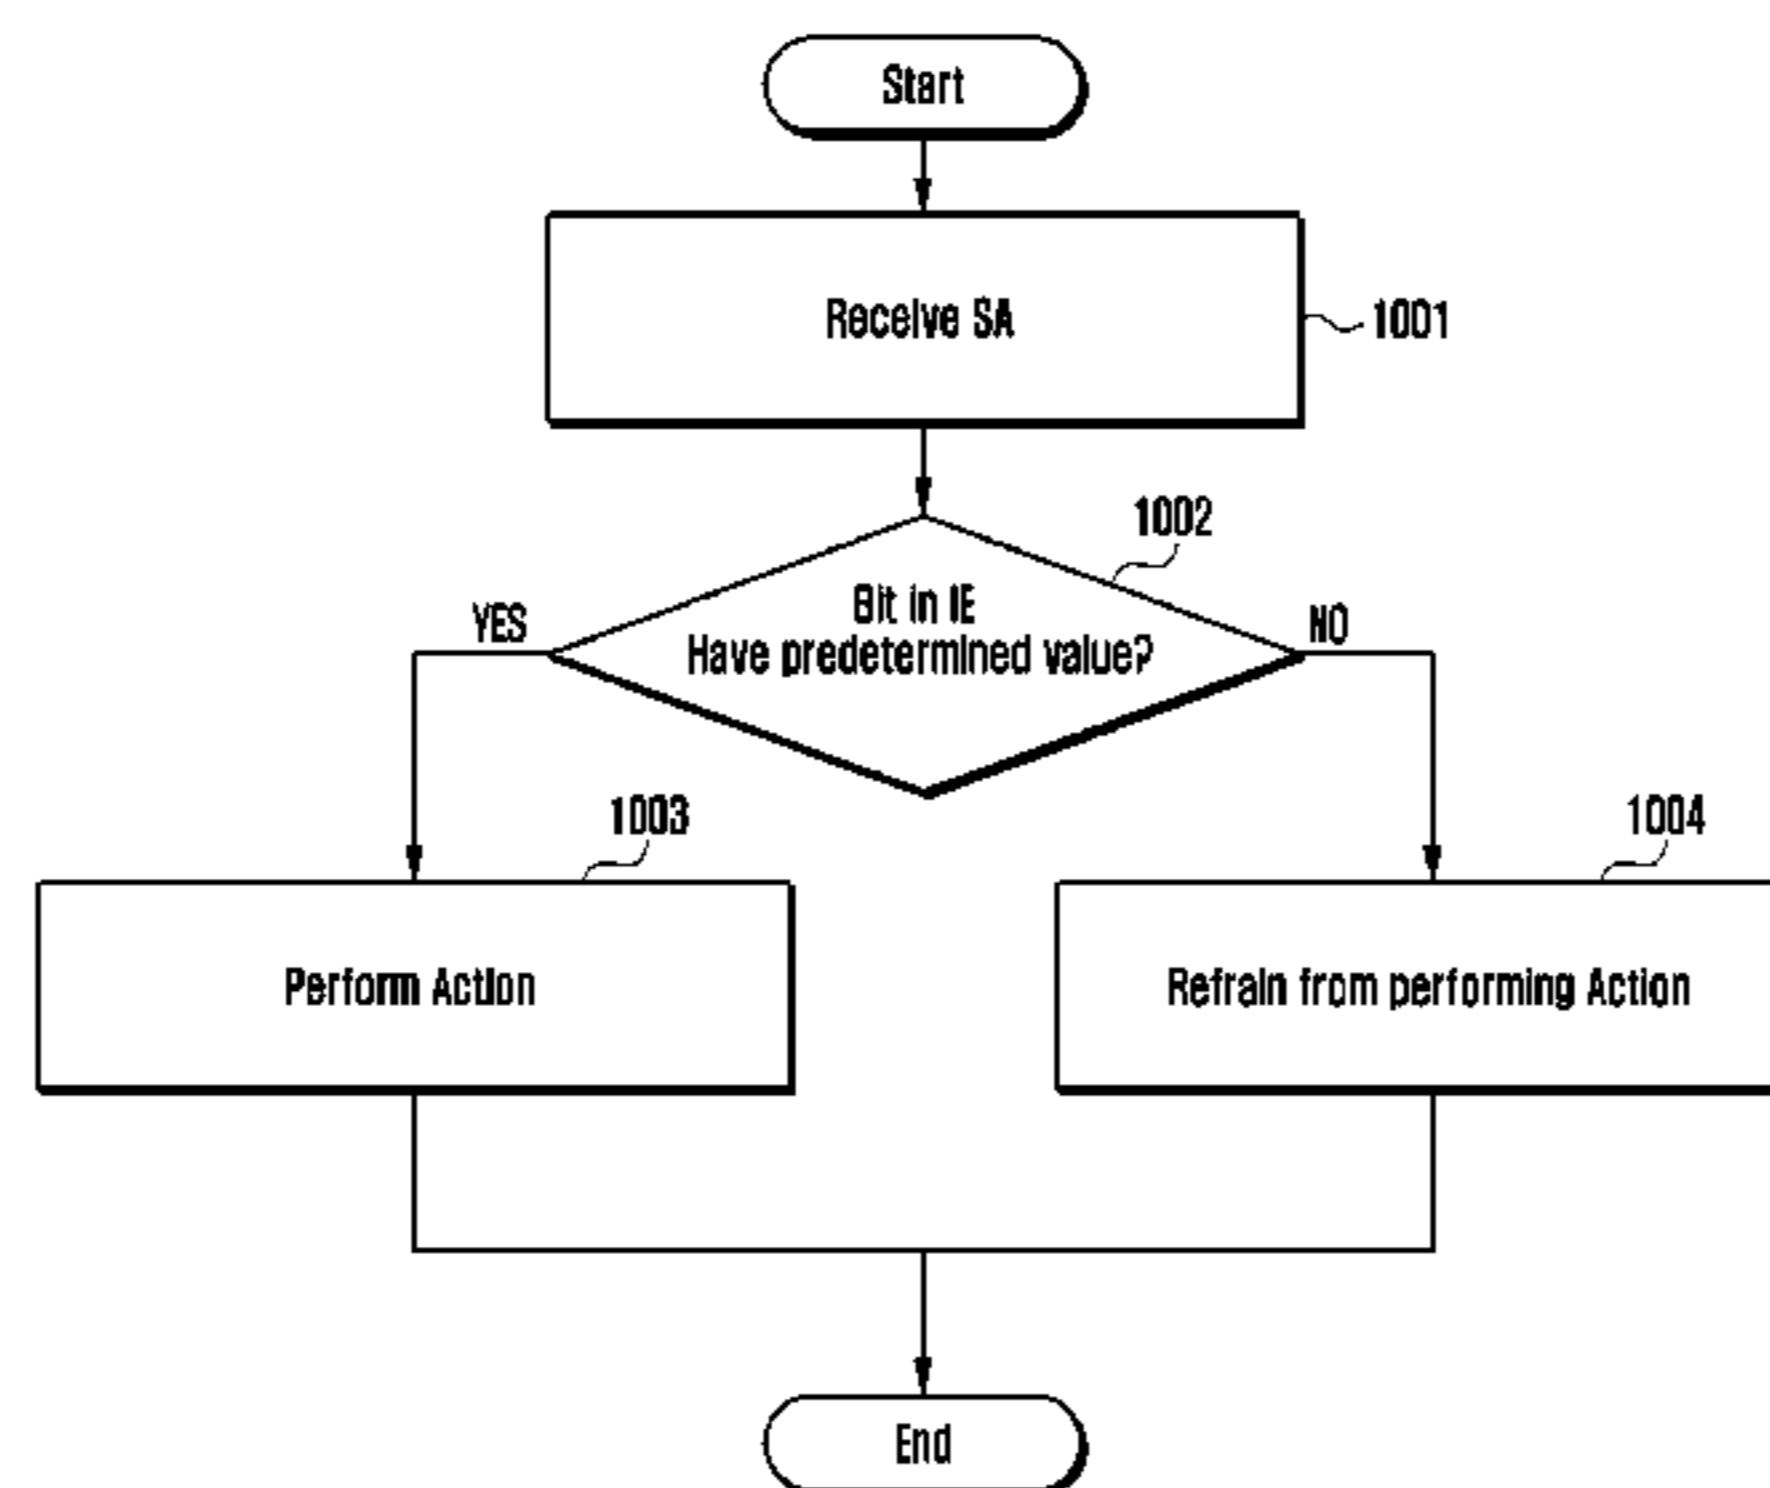 Start
Receive SA
1001
1002
Bit in IE
Have predetermined value?
YES
NO
1003
1004
Perform Action
Refrain from performing Action
End